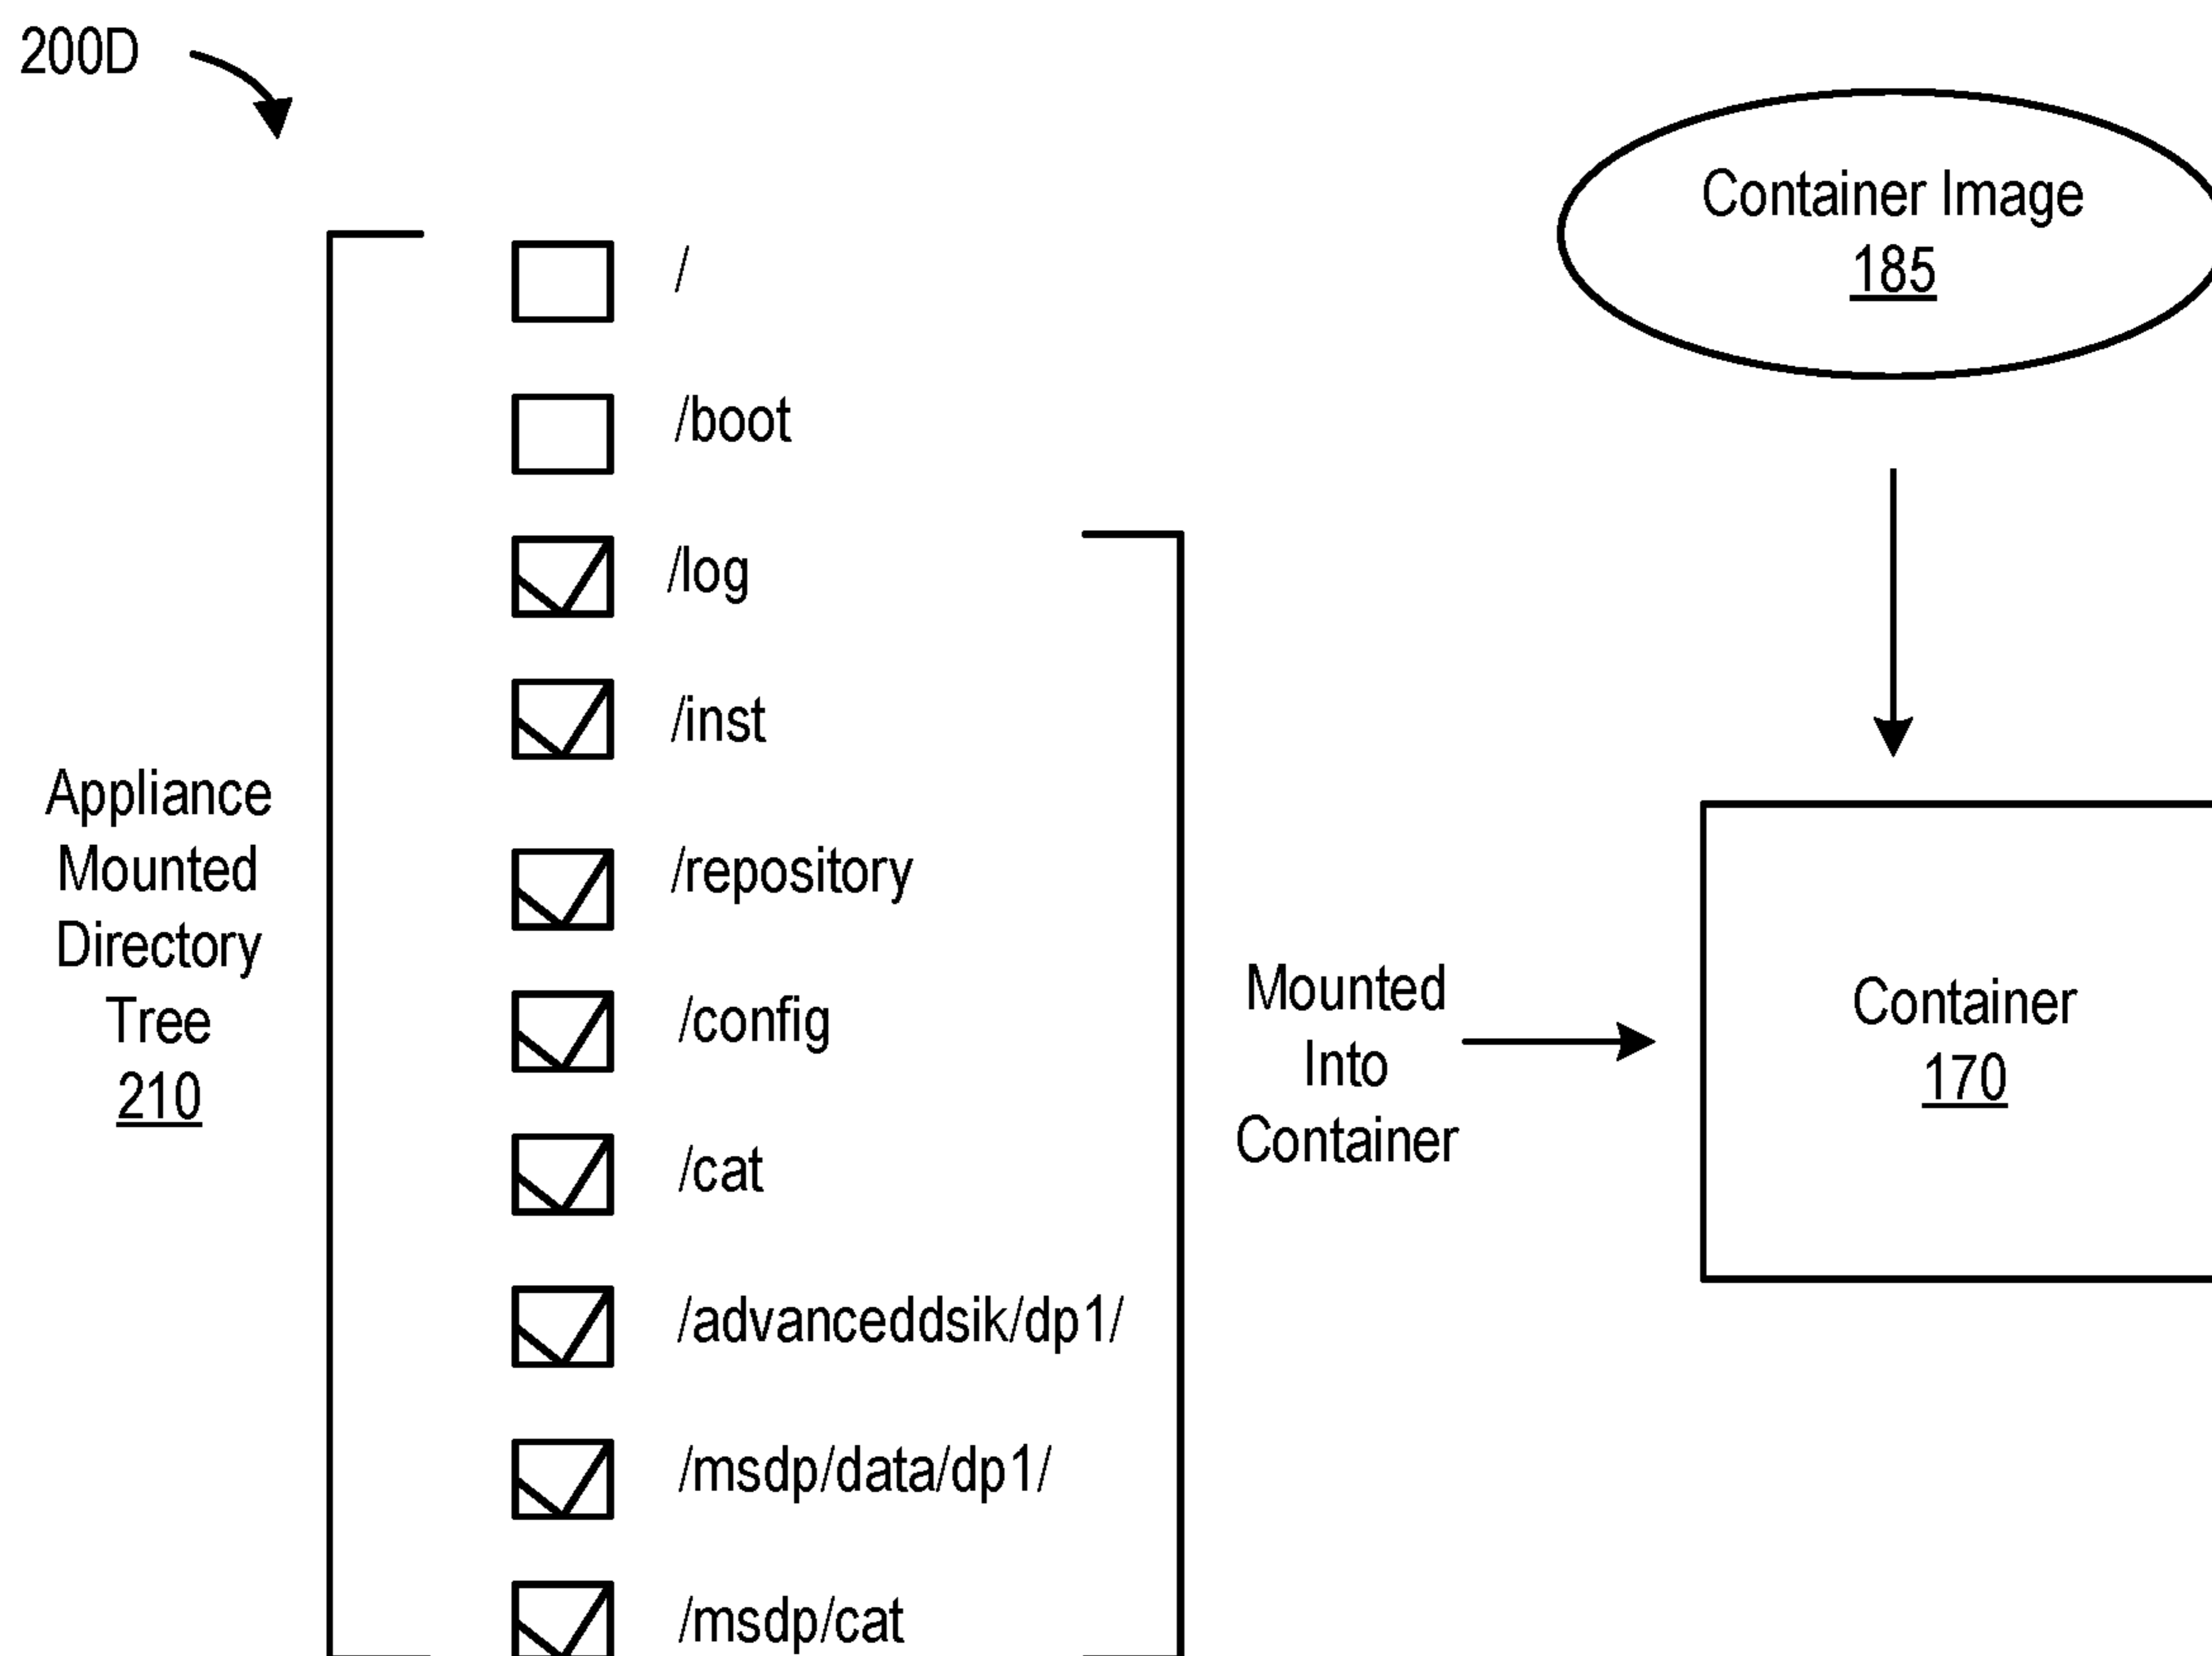 200D
Container Image
185
/
/boot
/log
/inst
/repository
/config
/cat
/advanceddsik/dp1/
/msdp/data/dp1/
/msdp/cat
Appliance
Mounted
Directory
Tree
210
Mounted
Into
Container
Container
170